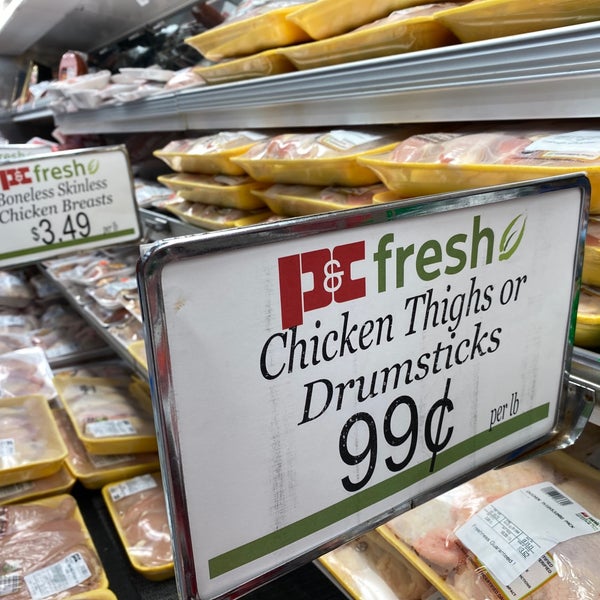 P&C fresh
Boneless Skinless
Chicken Breasts
$3.49 per lb
P&C fresh
Chicken Thighs or
Drumsticks
99¢ per lb